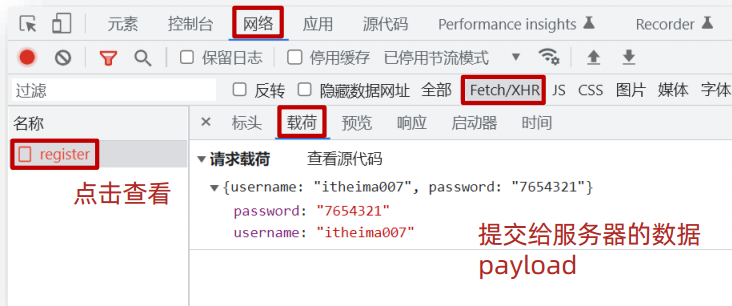 元素 控制台 网络 应用 源代码 Performance insights Recorder
保留日志 停用缓存 已停用节流模式
过滤 反转 隐藏数据网址 全部 Fetch/XHR JS CSS 图片 媒体 字体
名称 × 标头 载荷 预览 响应 启动器 时间
register
点击查看
▼请求载荷 查看源代码
▼{username: "itheima007", password: "7654321"}
password: "7654321"
username: "itheima007"
提交给服务器的数据
payload